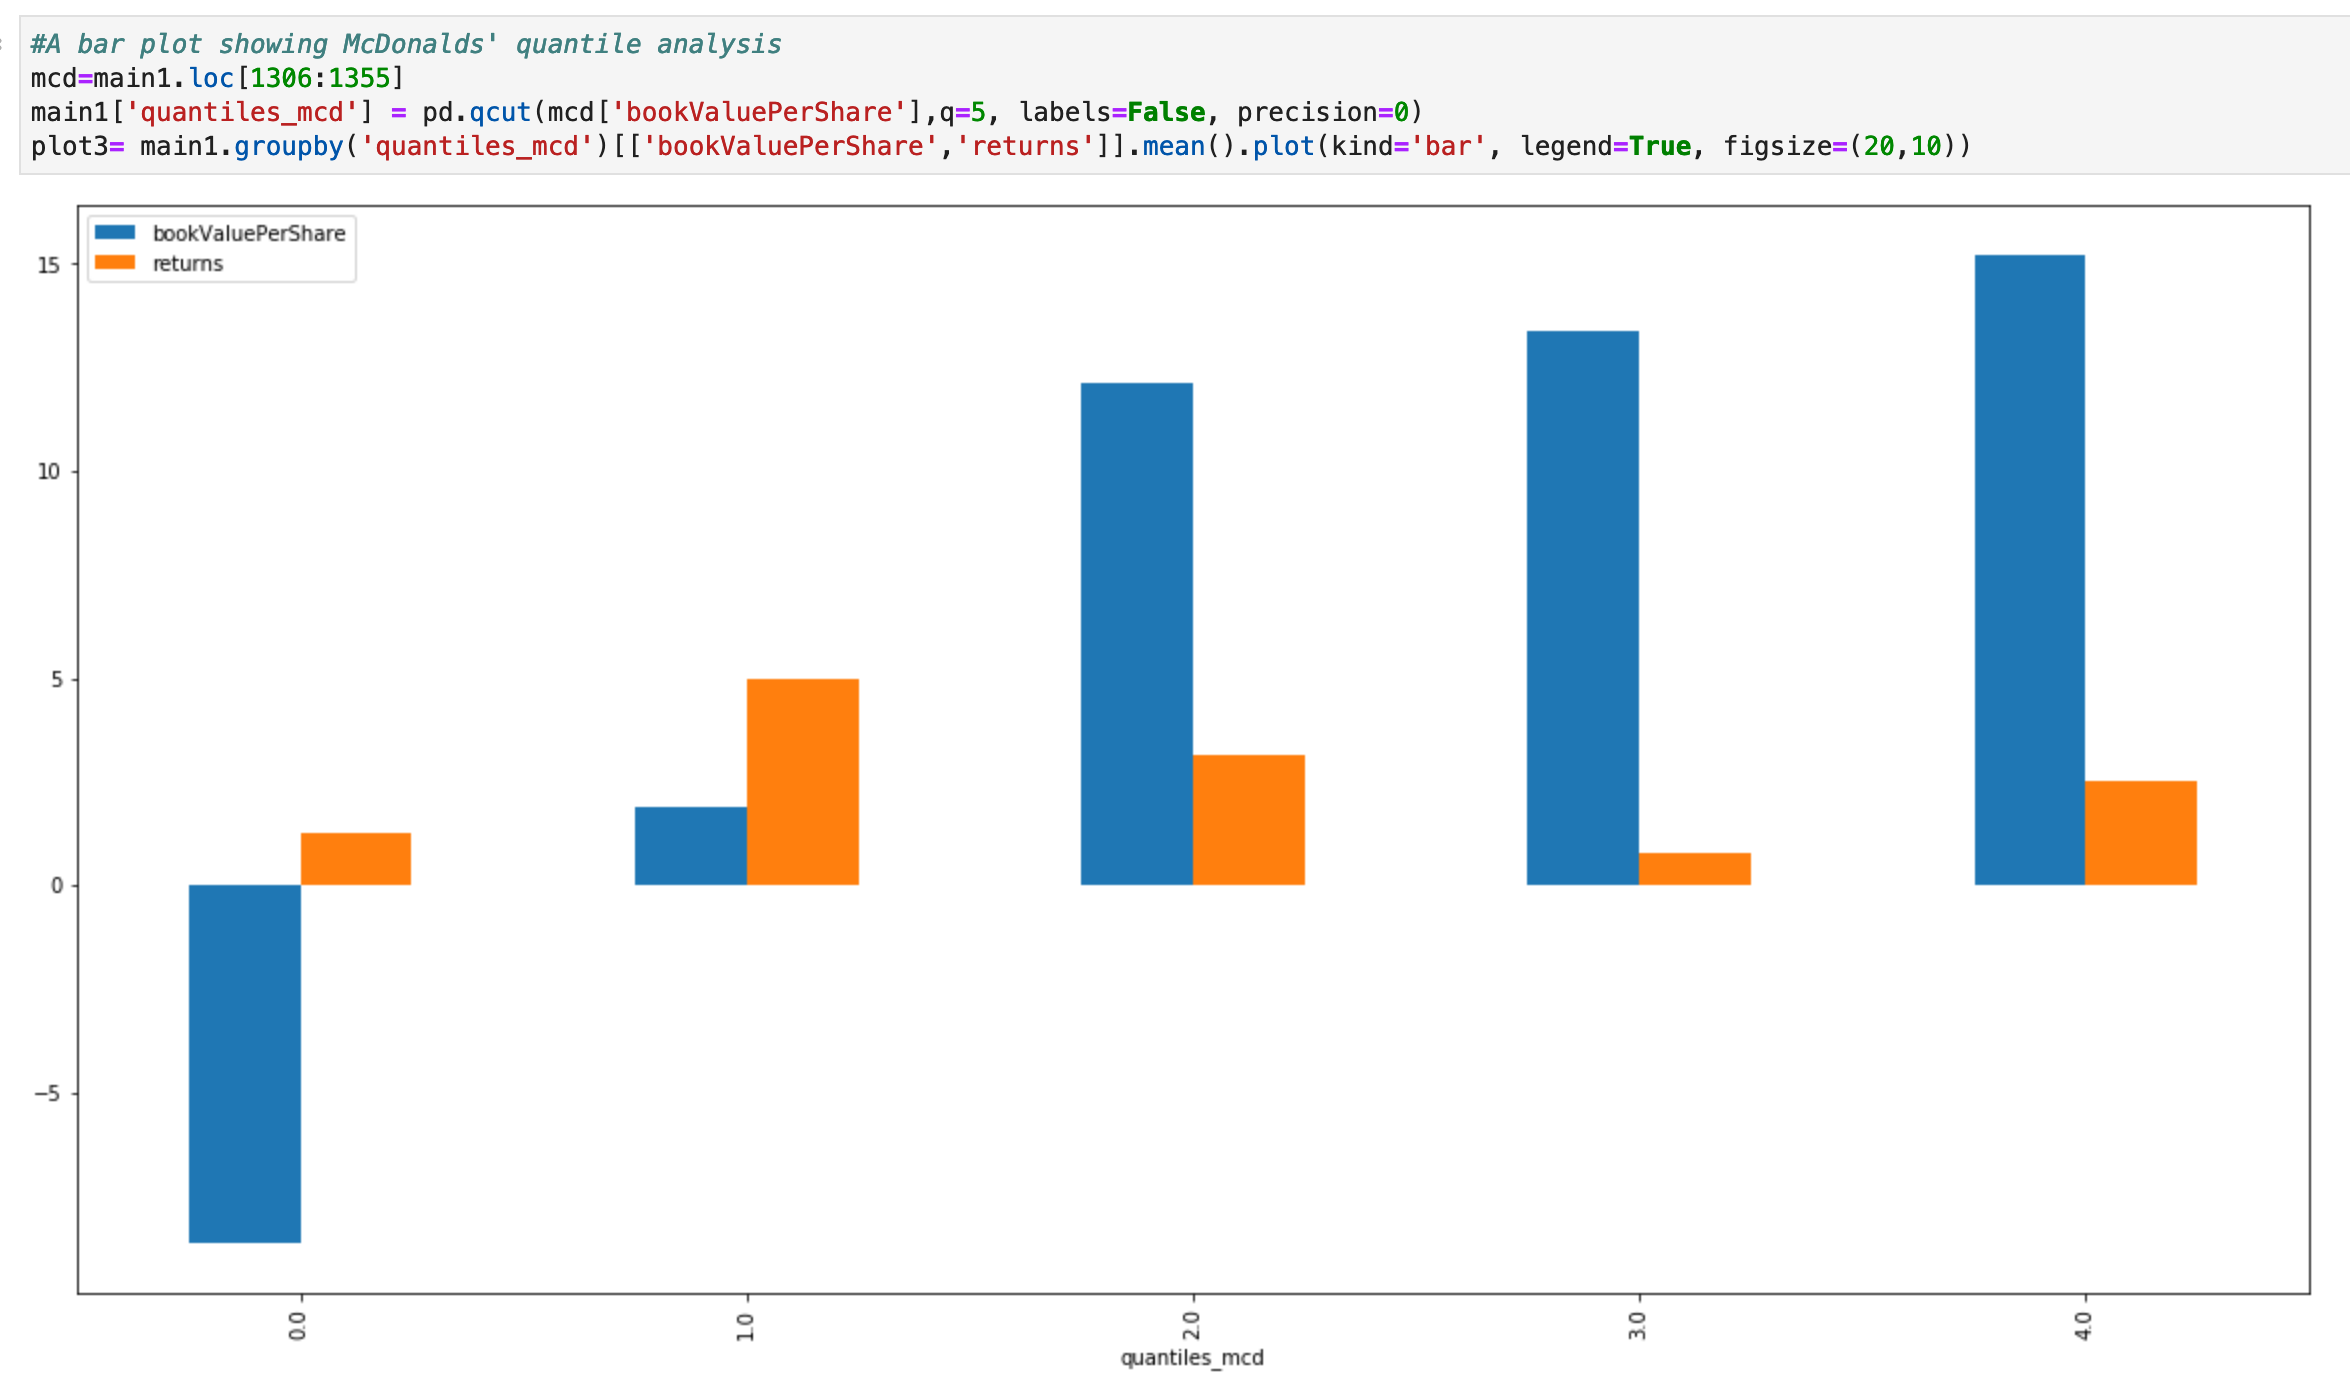 #A bar plot showing McDonalds' quantile analysis
mcd=main1.loc[1306:1355]
main1['quantiles_mcd'] = pd.qcut(mcd['bookValuePerShare'],q=5, labels=False, precision=0)
plot3= main1.groupby('quantiles_mcd')[['bookValuePerShare','returns']].mean().plot(kind='bar', legend=True, figsize=(20,10))
bookValuePerShare
returns
15
10
5
0
−5
0.0
1.0
2.0
3.0
4.0
quantiles_mcd